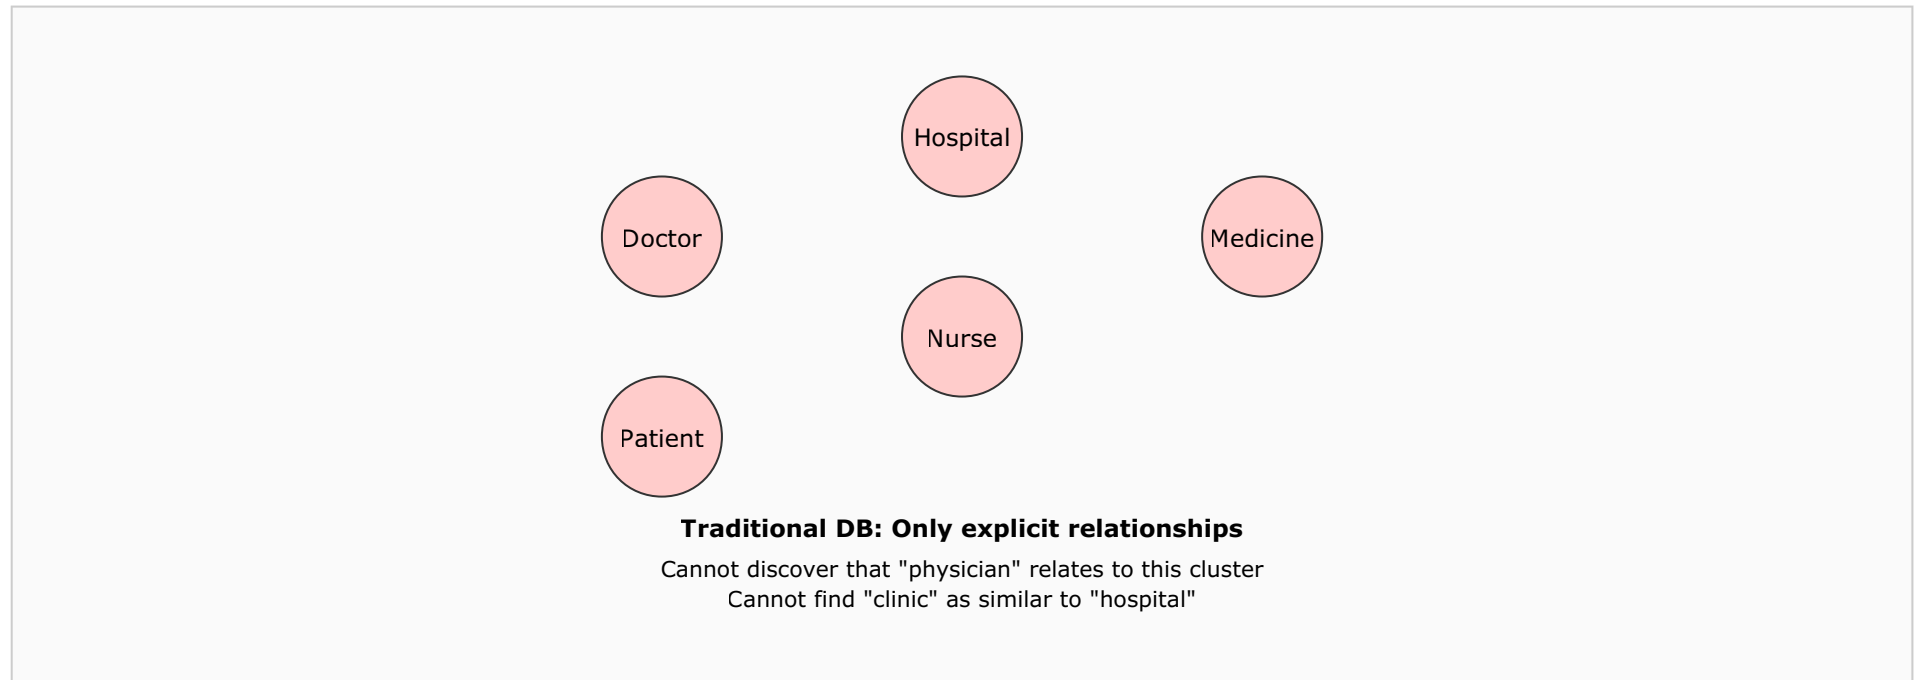 Hospital
Doctor
Medicine
Nurse
Patient
Traditional DB: Only explicit relationships
Cannot discover that "physician" relates to this cluster
Cannot find "clinic" as similar to "hospital"